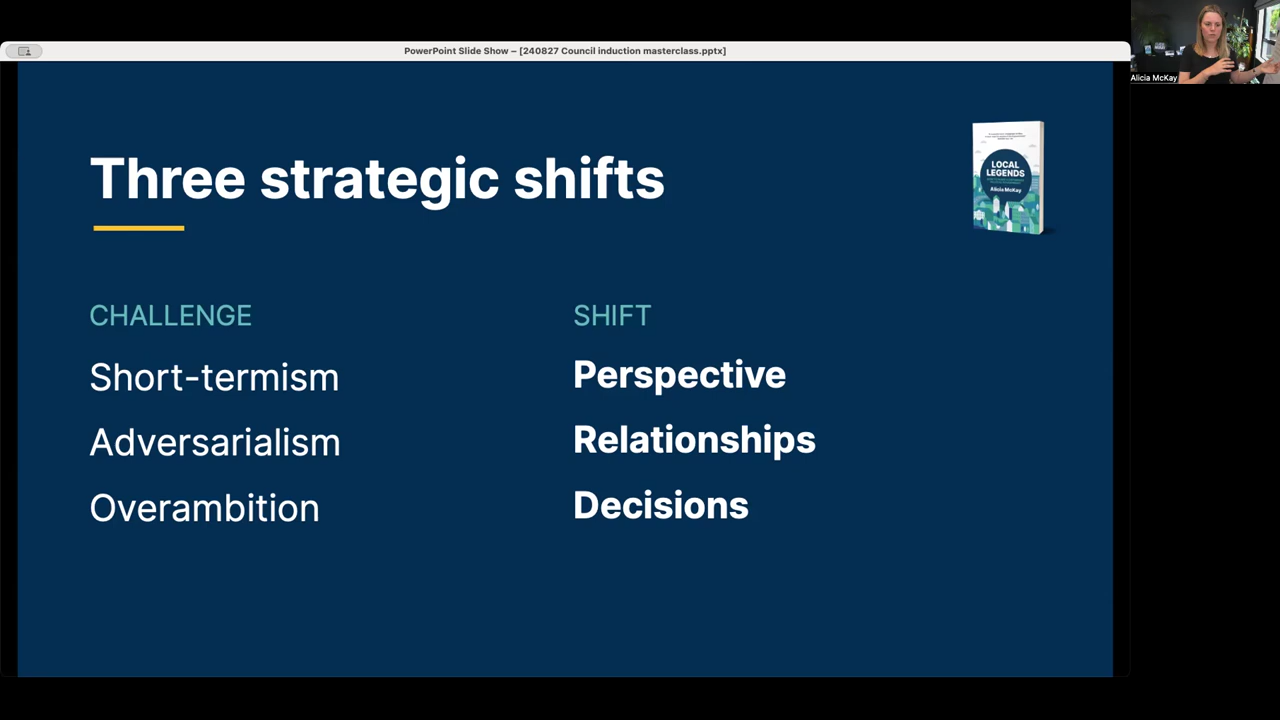 PowerPoint Slide Show – [240827 Council induction masterclass.pptx]
Alicia McKay
Three strategic shifts
LOCAL
LEGENDS
Alicia McKay
CHALLENGE
SHIFT
Short-termism
Perspective
Adversarialism
Relationships
Overambition
Decisions